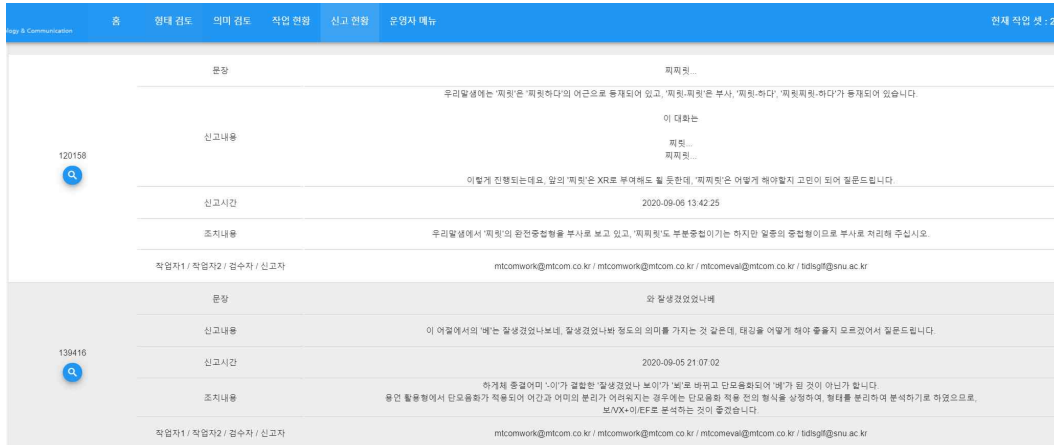 ology & Communication
홈 형태 검토 의미 검토 작업 현황 신고 현황 운영자 메뉴 현재 작업 셋 : 2
문장
찌찌릿...
120158
신고내용
우리말샘에는 '찌릿'은 '찌릿하다'의 어근으로 등재되어 있고, '찌릿-찌릿'은 부사, '찌릿-하다', '찌릿찌릿-하다'가 등재되어 있습니다.
이 대화는
찌릿...
찌찌릿...
이렇게 진행되는데요, 앞의 '찌릿'은 XR로 부여해도 될 듯한데, '찌찌릿'은 어떻게 해야할지 고민이 되어 질문드립니다.
신고시간
2020-09-06 13:42:25
조치내용
우리말샘에서 '찌릿'의 완전중첩형을 부사로 보고 있고, '찌찌릿'도 부분중첩이기는 하지만 일종의 중첩형이므로 부사로 처리해 주십시오.
작업자1 / 작업자2 / 검수자 / 신고자
mtcomwork@mtcom.co.kr / mtcomwork@mtcom.co.kr / mtcomeval@mtcom.co.kr / tidlsglf@snu.ac.kr
문장
와 잘생겼었었나베
139416
신고내용
이 어절에서의 '베'는 잘생겼었나보네, 잘생겼었나봐 정도의 의미를 가지는 것 같은데, 태깅을 어떻게 해야 좋을지 모르겠어서 질문드립니다.
신고시간
2020-09-05 21:07:02
조치내용
하게체 종결어미 '-이'가 결합한 '잘생겼었나 보이'가 '뵈'로 바뀌고 단모음화되어 '베'가 된 것이 아닌가 합니다.
용언 활용형에서 단모음화가 적용되어 어간과 어미의 분리가 어려워지는 경우에는 단모음화 적용 전의 형식을 상정하여, 형태를 분리하여 분석하기로 하였으므로,
보/VX+이/EF로 분석하는 것이 좋겠습니다.
작업자1 / 작업자2 / 검수자 / 신고자
mtcomwork@mtcom.co.kr / mtcomwork@mtcom.co.kr / mtcomeval@mtcom.co.kr / tidlsglf@snu.ac.kr